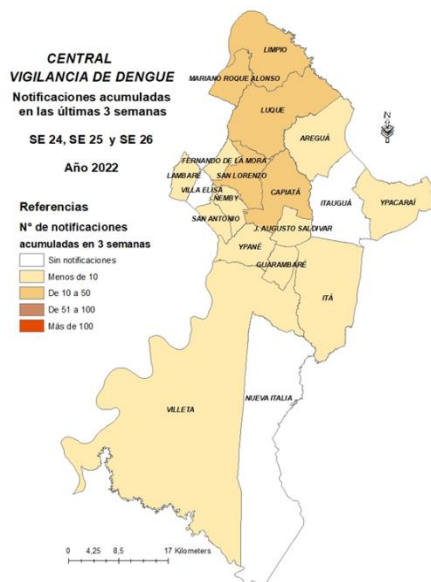 CENTRAL
VIGILANCIA DE DENGUE
Notificaciones acumuladas
en las últimas 3 semanas
SE 24, SE 25 y SE 26
Año 2022
Referencias
N° de notificaciones
acumuladas en 3 semanas
Sin notificaciones
Menos de 10
De 10 a 50
De 51 a 100
Más de 100
LIMPIO
MARIANO ROQUE ALONSO
LUQUE
N
AREGUÁ
FERNANDO DE LA MORA
LAMBARÉ
SAN LORENZO
CAPIATÁ
VILLA ELISA
ITAUGUÁ
YPACARAÍ
ÑEMBY
SAN ANTONIO
J. AUGUSTO SALDIVAR
YPANÉ
GUARAMBARÉ
ITÁ
NUEVA ITALIA
VILLETA
0 4,25 8,5 17 Kilometers